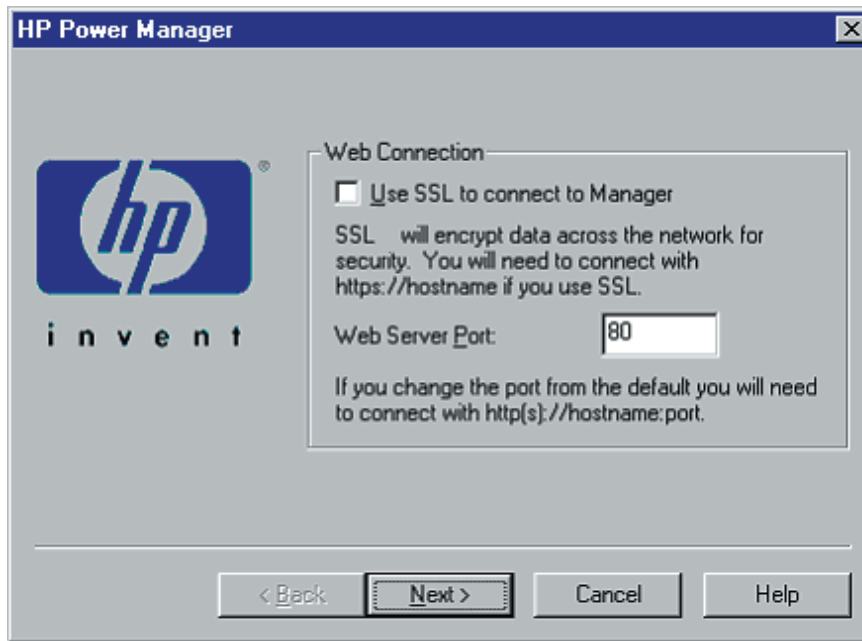 HP Power Manager
hp
®
invent
Web Connection
Use SSL to connect to Manager
SSL will encrypt data across the network for
security. You will need to connect with
https://hostname if you use SSL.
Web Server Port: 80
If you change the port from the default you will need
to connect with http(s)://hostname:port.
< Back Next > Cancel Help